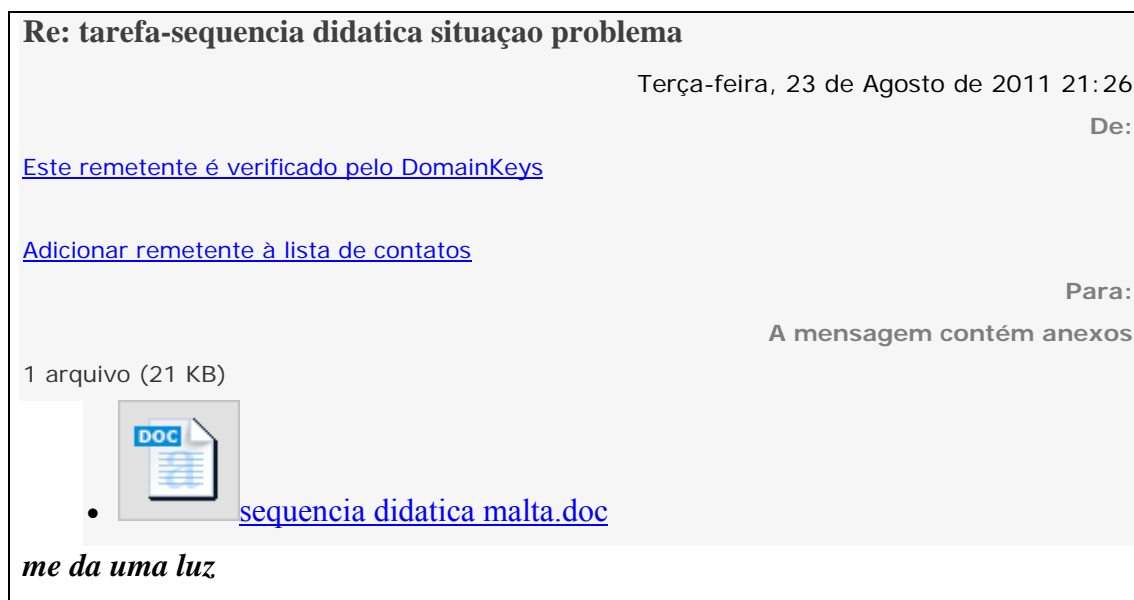 Re: tarefa-sequencia didatica situaçao problema
Terça-feira, 23 de Agosto de 2011 21:26
De:
Este remetente é verificado pelo DomainKeys
Adicionar remetente à lista de contatos
Para:
A mensagem contém anexos
1 arquivo (21 KB)
DOC
sequencia didatica malta.doc
me da uma luz